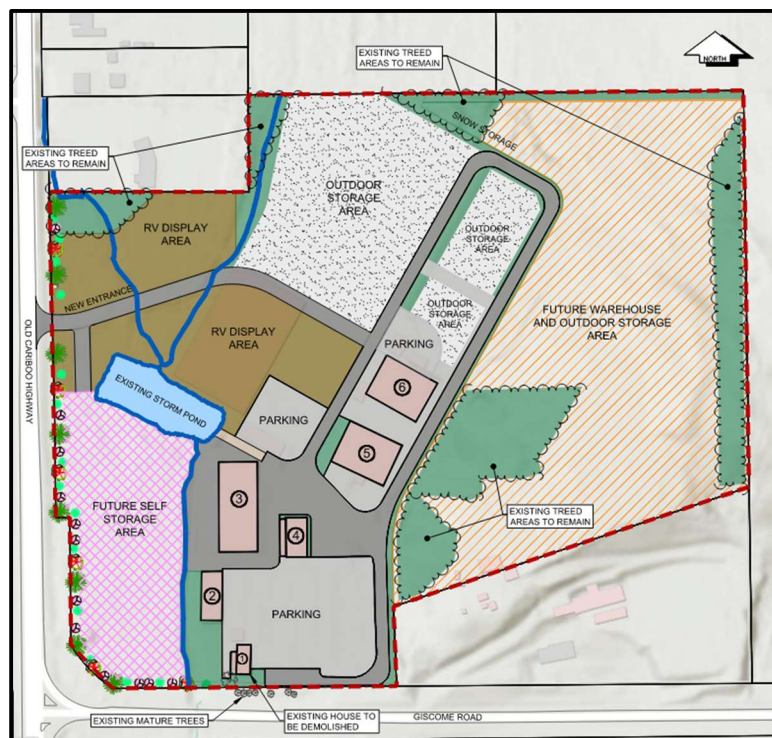 EXISTING TREED
AREAS TO REMAIN
NORTH
SNOW STORAGE
EXISTING TREED
AREAS TO REMAIN
OUTDOOR
STORAGE
AREA
RV DISPLAY
AREA
OUTDOOR
STORAGE
AREA
NEW ENTRANCE
OUTDOOR
STORAGE
AREA
FUTURE WAREHOUSE
AND OUTDOOR STORAGE
AREA
RV DISPLAY
AREA
PARKING
OLD CARIBOO HIGHWAY
EXISTING STORM POND
6
PARKING
5
3
FUTURE SELF
STORAGE
AREA
EXISTING TREED
AREAS TO REMAIN
4
2
PARKING
1
EXISTING MATURE TREES
EXISTING HOUSE TO
BE DEMOLISHED
GISCOME ROAD